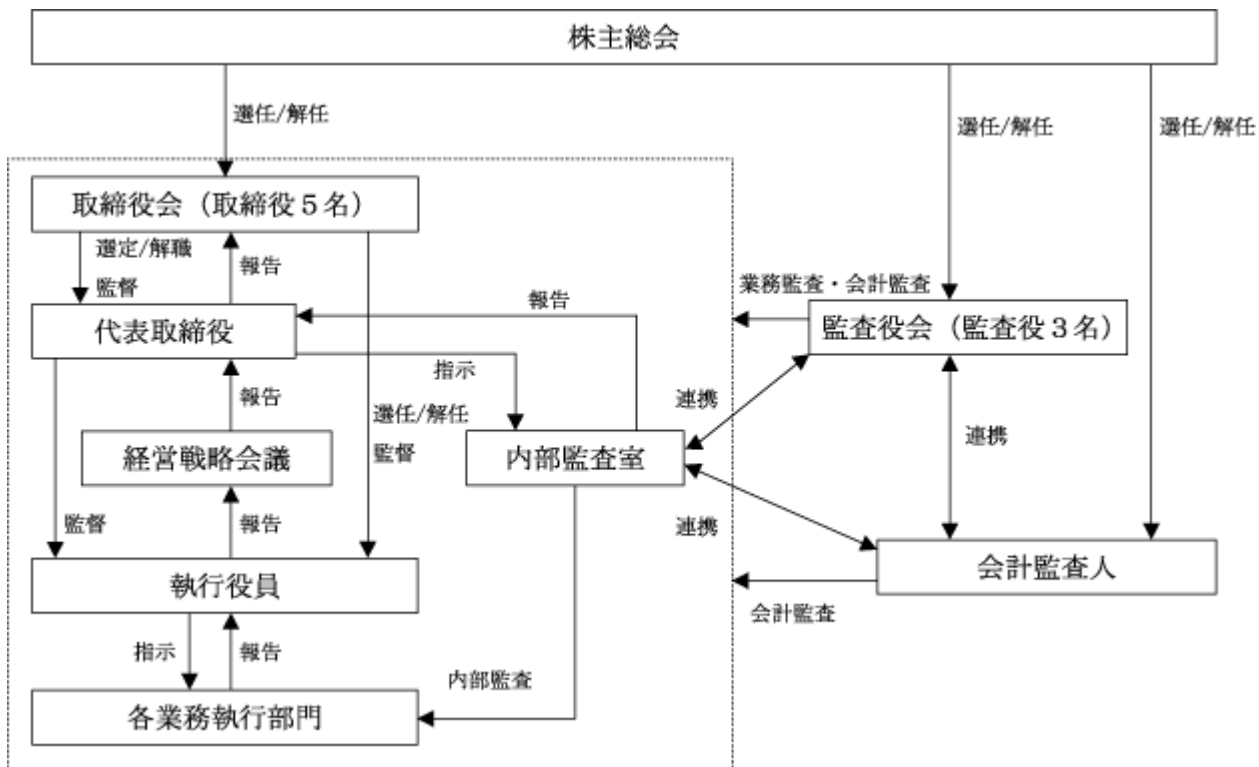 株主総会
選任/解任
選任/解任
選任/解任
取締役会（取締役５名）
選定/解職
監督
報告
報告
業務監査・会計監査
代表取締役
監査役会（監査役３名）
指示
報告
選任/解任
監督
連携
連携
経営戦略会議
内部監査室
監督
報告
連携
執行役員
会計監査人
会計監査
指示
報告
内部監査
各業務執行部門